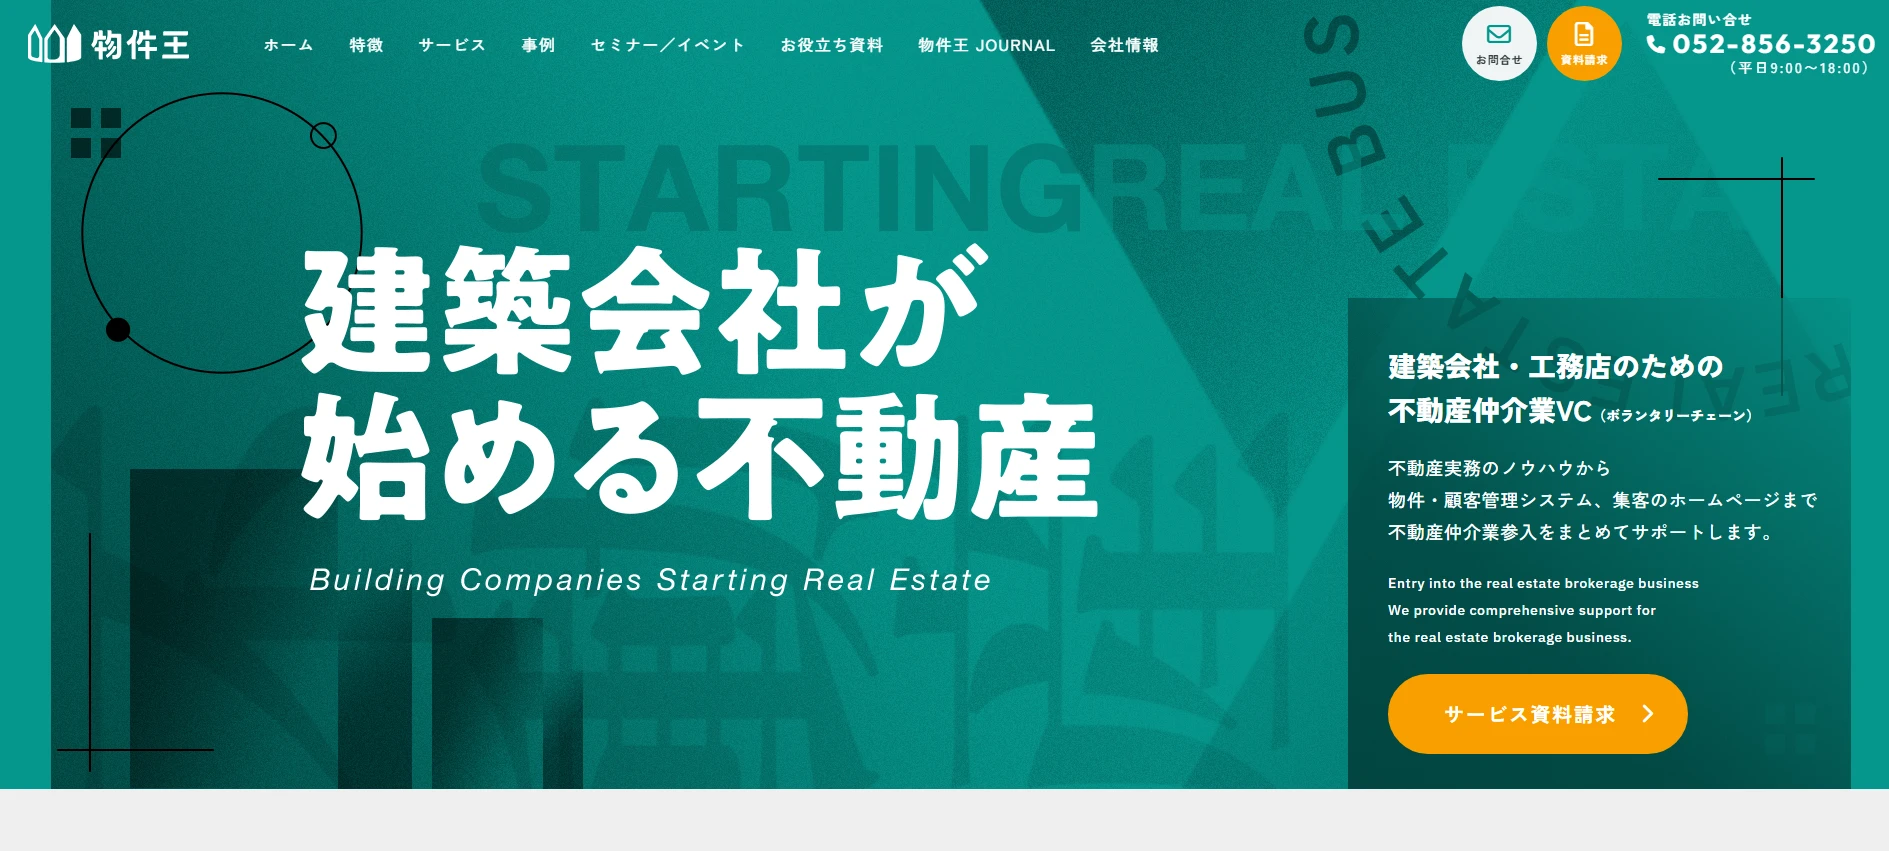 物件王
ホーム 特徴 サービス 事例 セミナー／イベント お役立ち資料 物件王 JOURNAL 会社情報
お問合せ
資料請求
電話お問い合せ
052-856-3250
（平日9:00〜18:00）
STARTING REAL ESTA
REAL ESTATE BUS
建築会社が
始める不動産
Building Companies Starting Real Estate
建築会社・工務店のための
不動産仲介業VC（ボランタリーチェーン）
不動産実務のノウハウから
物件・顧客管理システム、集客のホームページまで
不動産仲介業参入をまとめてサポートします。
Entry into the real estate brokerage business
We provide comprehensive support for
the real estate brokerage business.
サービス資料請求